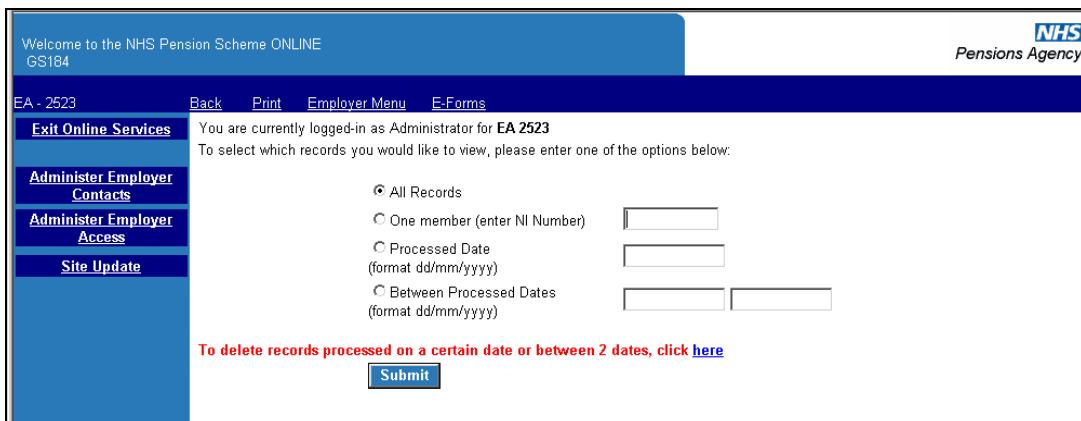 Welcome to the NHS Pension Scheme ONLINE
GS184
NHS
Pensions Agency
EA - 2523 Back Print Employer Menu E-Forms
Exit Online Services
Administer Employer
Contacts
Administer Employer
Access
Site Update
You are currently logged-in as Administrator for EA 2523
To select which records you would like to view, please enter one of the options below:
All Records
One member (enter NI Number)
Processed Date
(format dd/mm/yyyy)
Between Processed Dates
(format dd/mm/yyyy)
To delete records processed on a certain date or between 2 dates, click here
Submit